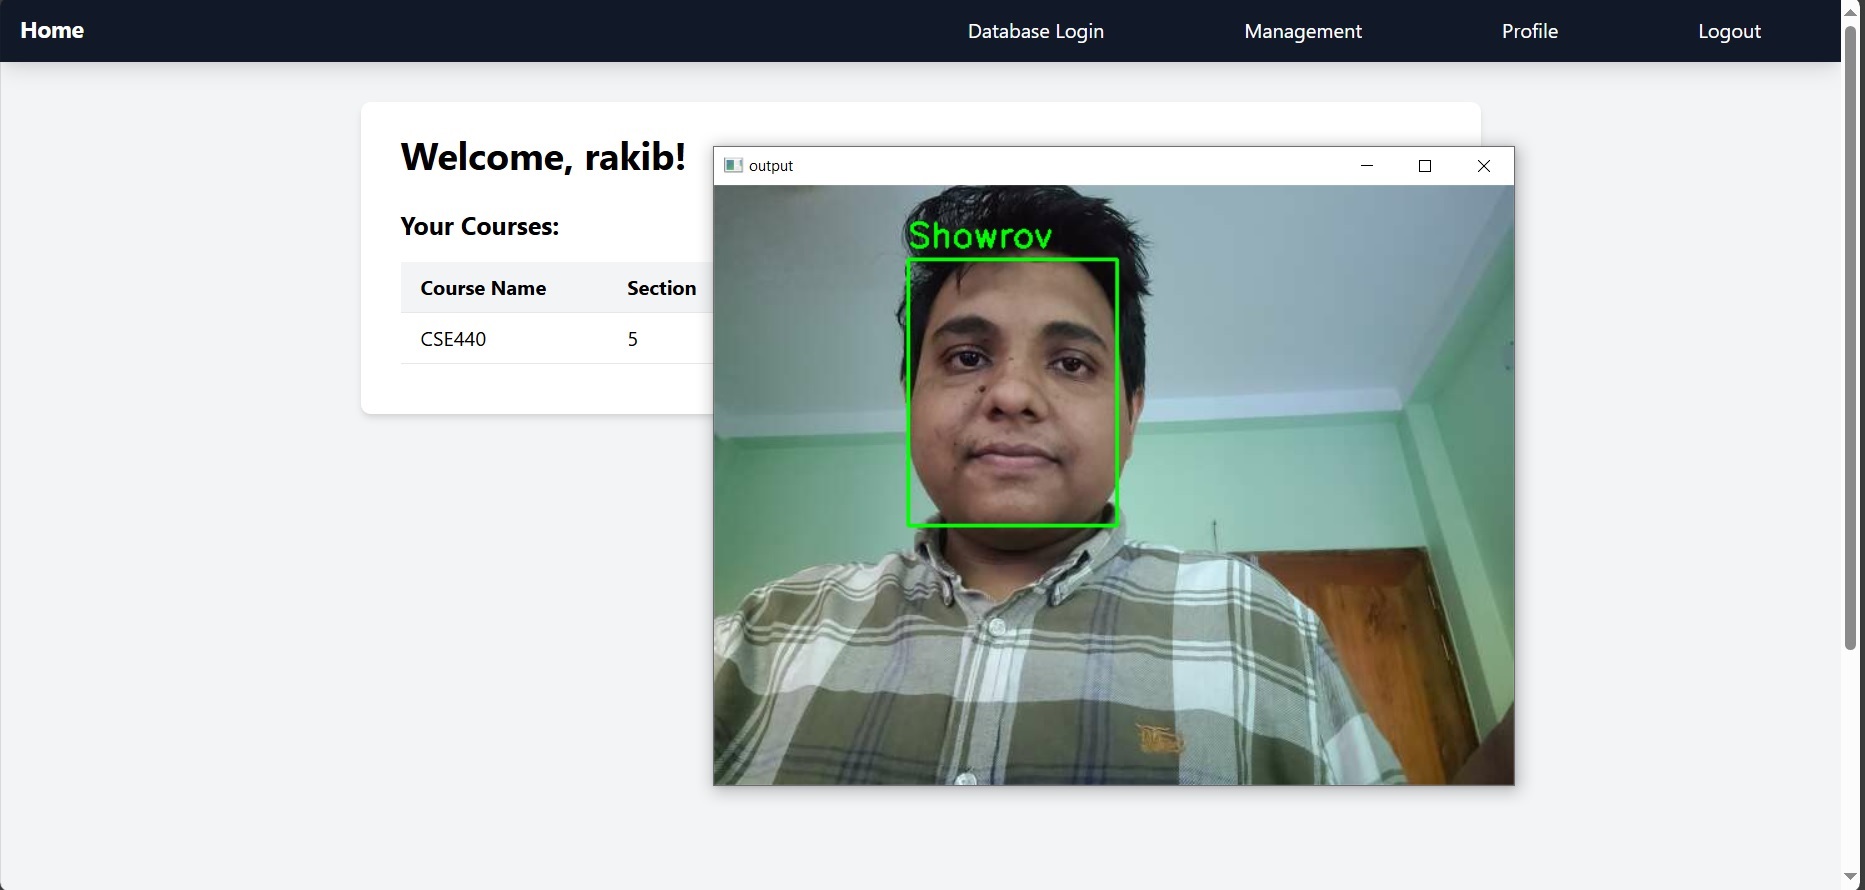 Home Database Login Management Profile Logout
Welcome, rakib!
output
Your Courses:
Showrov
Course Name Section
CSE440 5